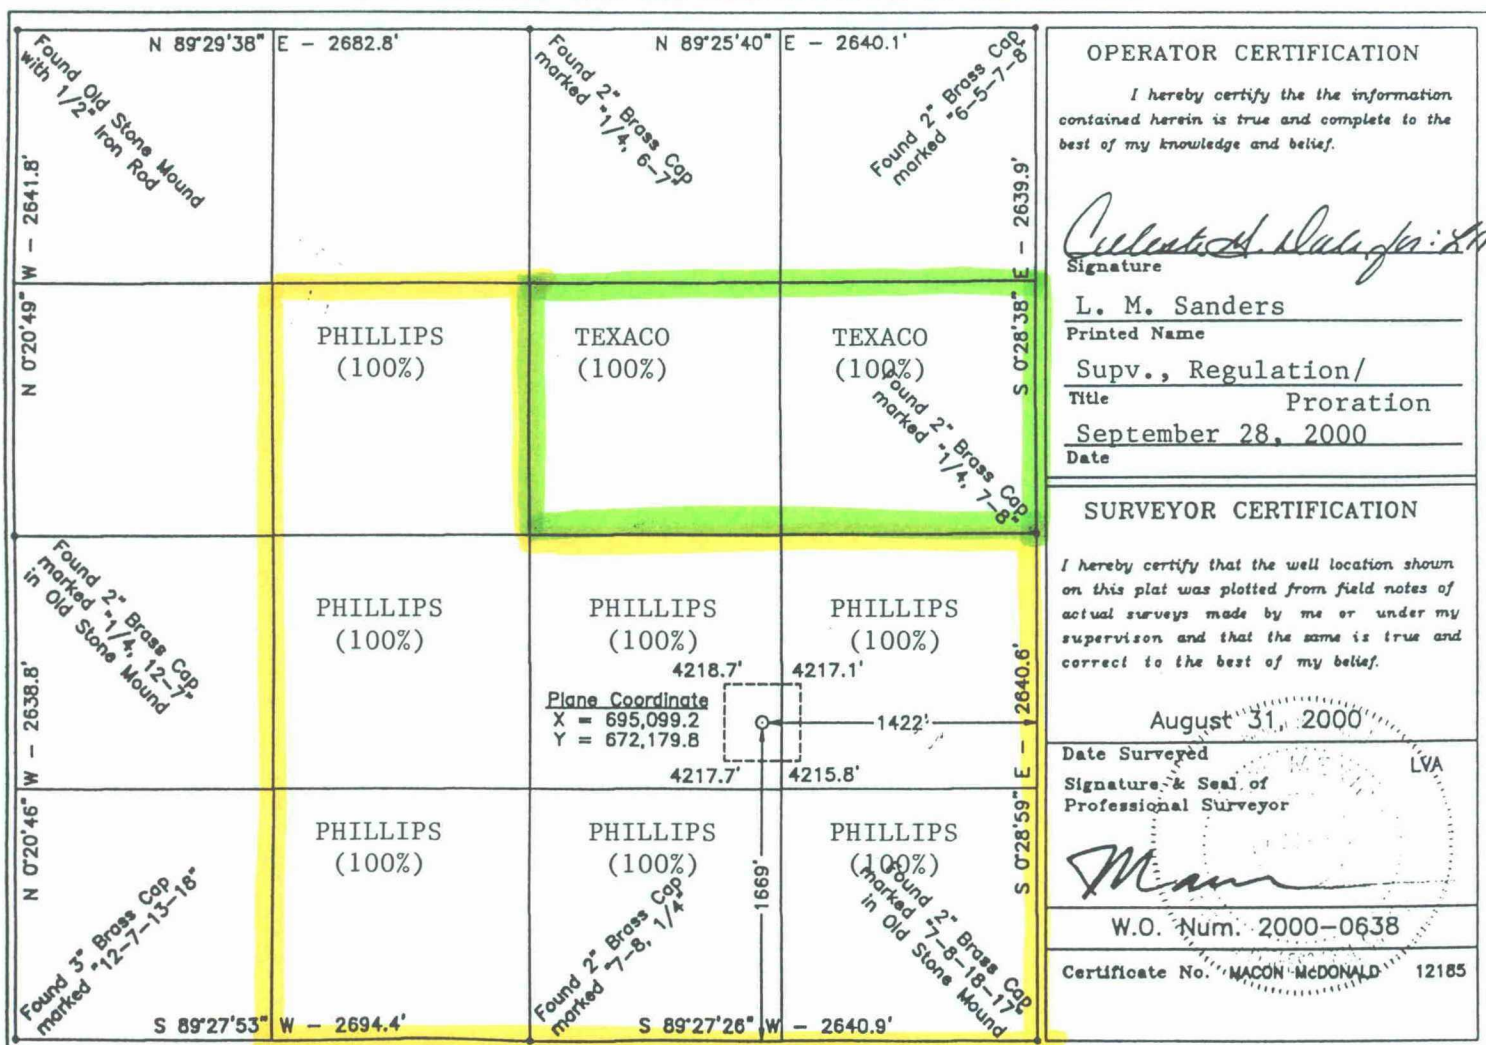 N 89°29'38" E - 2682.8'
N 89°25'40" E - 2640.1'
Found Old Stone Mound
with 1/2" Iron Rod
Found 2" Brass Cap
marked "1/4, 6-7"
Found 2" Brass Cap
marked "6-5-7-8"
N 0°20'49" W - 2641.8'
S 0°28'38" E - 2639.9'
PHILLIPS
(100%)
TEXACO
(100%)
TEXACO
(100%)
Found 2" Brass Cap
marked "1/4, 7-8"
Found 2" Brass Cap
marked "1/4, 12-7"
in Old Stone Mound
PHILLIPS
(100%)
PHILLIPS
(100%)
PHILLIPS
(100%)
4218.7'
4217.1'
Plane Coordinate
X = 695,099.2
Y = 672,179.8
1422'
4217.7'
4215.8'
N 0°20'46" W - 2638.8'
S 0°28'59" E - 2640.6'
PHILLIPS
(100%)
PHILLIPS
(100%)
PHILLIPS
(100%)
1669'
Found 3" Brass Cap
marked "12-7-13-18"
Found 2" Brass Cap
marked "7-8, 1/4"
Found 2" Brass Cap
marked "7-8-18-17"
in Old Stone Mound
S 89°27'53" W - 2694.4'
S 89°27'26" W - 2640.9'
OPERATOR CERTIFICATION
I hereby certify the the information
contained herein is true and complete to the
best of my knowledge and belief.
Signature
L. M. Sanders
Printed Name
Supv., Regulation/
Title
Proration
September 28, 2000
Date
SURVEYOR CERTIFICATION
I hereby certify that the well location shown
on this plat was plotted from field notes of
actual surveys made by me or under my
supervison and that the same is true and
correct to the best of my belief.
August 31, 2000
Date Surveyed
LVA
Signature & Seal of
Professional Surveyor
W.O. Num. 2000-0638
Certificate No. MACON McDONALD 12185